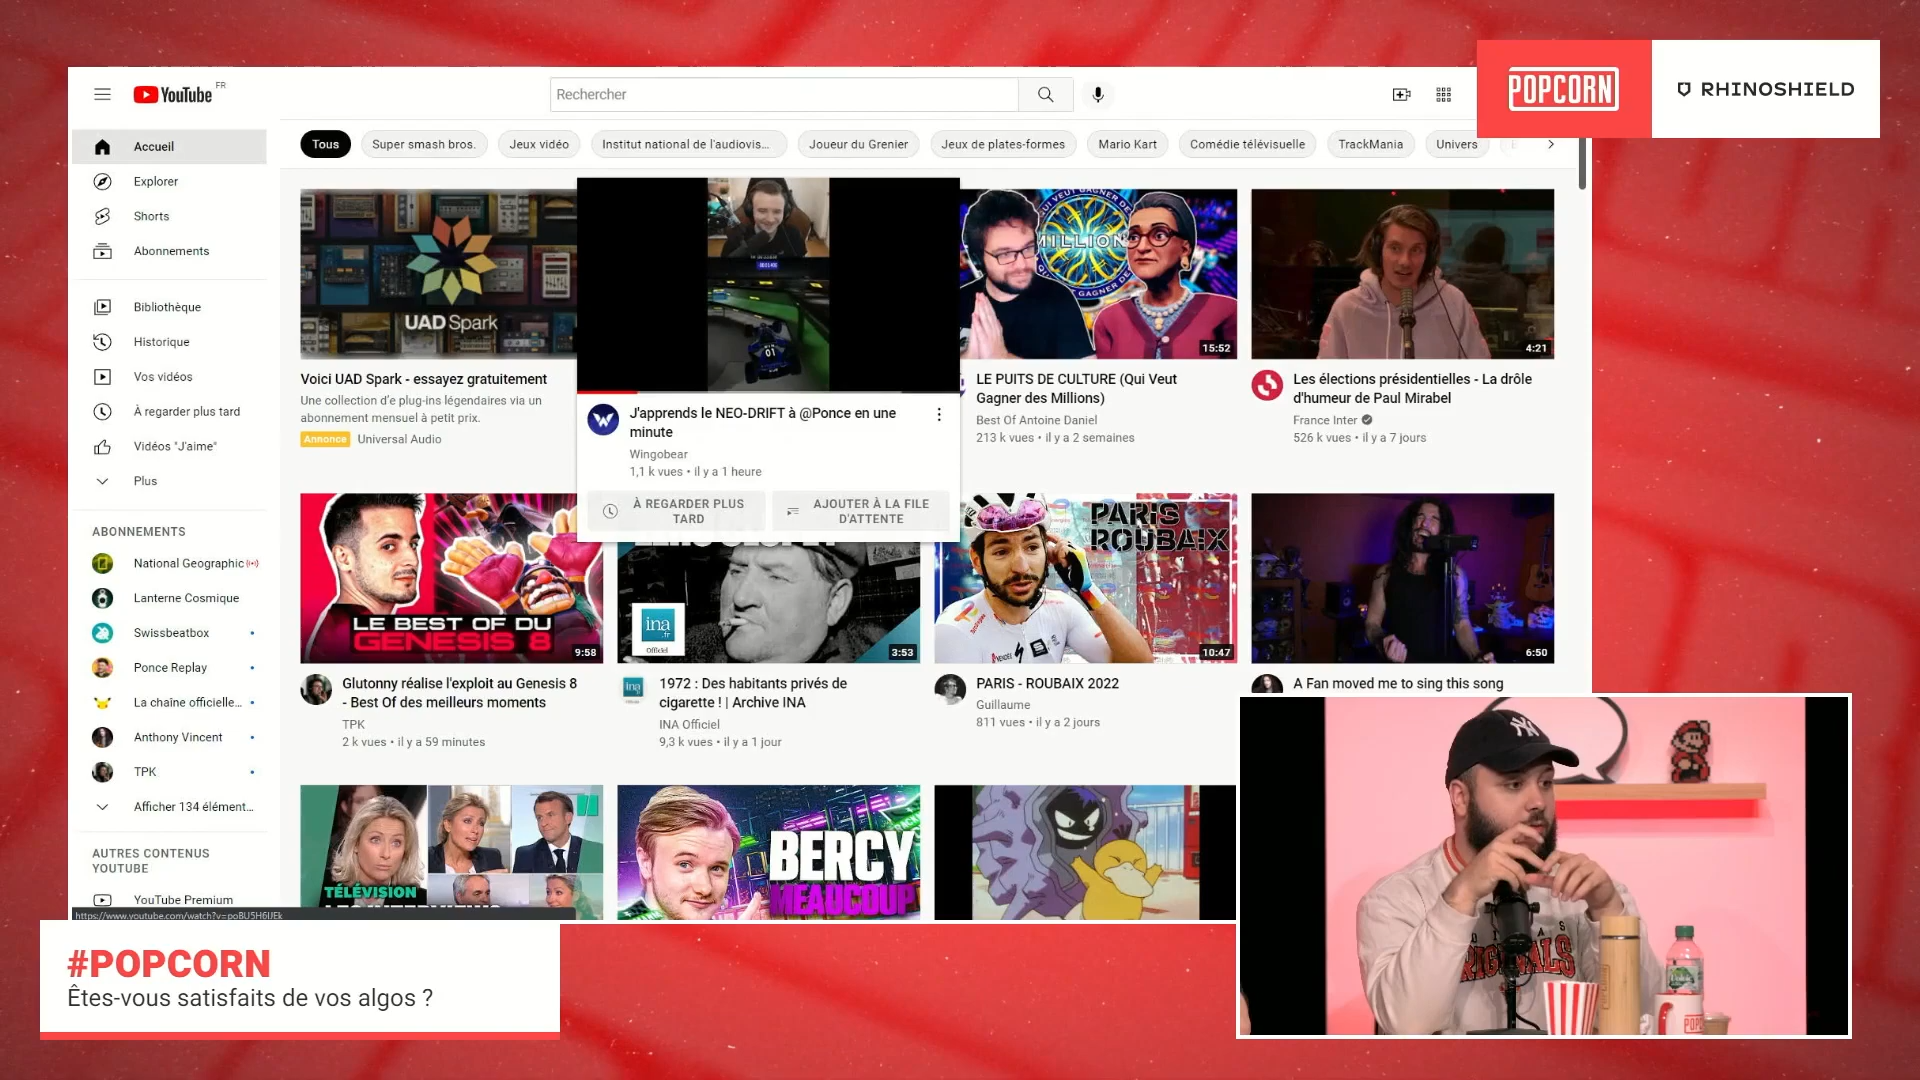 YouTube FR
Rechercher
POPCORN
RHINOSHIELD
Tous
Super smash bros.
Jeux vidéo
Institut national de l'audiovis...
Joueur du Grenier
Jeux de plates-formes
Mario Kart
Comédie télévisuelle
TrackMania
Univers
Accueil
Explorer
Shorts
Abonnements
Bibliothèque
Historique
Vos vidéos
À regarder plus tard
Vidéos "J'aime"
Plus
ABONNEMENTS
National Geographic
Lanterne Cosmique
Swissbeatbox
Ponce Replay
La chaîne officielle...
Anthony Vincent
TPK
Afficher 134 élément...
AUTRES CONTENUS
YOUTUBE
YouTube Premium
https://www.youtube.com/watch?v=poBU5H6IJEk
UAD Spark
Voici UAD Spark - essayez gratuitement
Une collection d'e plug-ins légendaires via un
abonnement mensuel à petit prix.
Annonce Universal Audio
01
J'apprends le NEO-DRIFT à @Ponce en une
minute
Wingobear
1,1 k vues • il y a 1 heure
À REGARDER PLUS
TARD
AJOUTER À LA FILE
D'ATTENTE
MILLION
15:52
LE PUITS DE CULTURE (Qui Veut
Gagner des Millions)
Best Of Antoine Daniel
213 k vues • il y a 2 semaines
4:21
Les élections présidentielles - La drôle
d'humeur de Paul Mirabel
France Inter
526 k vues • il y a 7 jours
LE BEST OF DU
GENESIS 8
9:58
Glutonny réalise l'exploit au Genesis 8
- Best Of des meilleurs moments
TPK
2 k vues • il y a 59 minutes
ina.fr
Officiel
3:53
1972 : Des habitants privés de
cigarette ! | Archive INA
INA Officiel
9,3 k vues • il y a 1 jour
PARIS
ROUBAIX
10:47
PARIS - ROUBAIX 2022
Guillaume
811 vues • il y a 2 jours
6:50
A Fan moved me to sing this song
TÉLÉVISION
BERCY
MEAUCOUP
#POPCORN
Êtes-vous satisfaits de vos algos ?